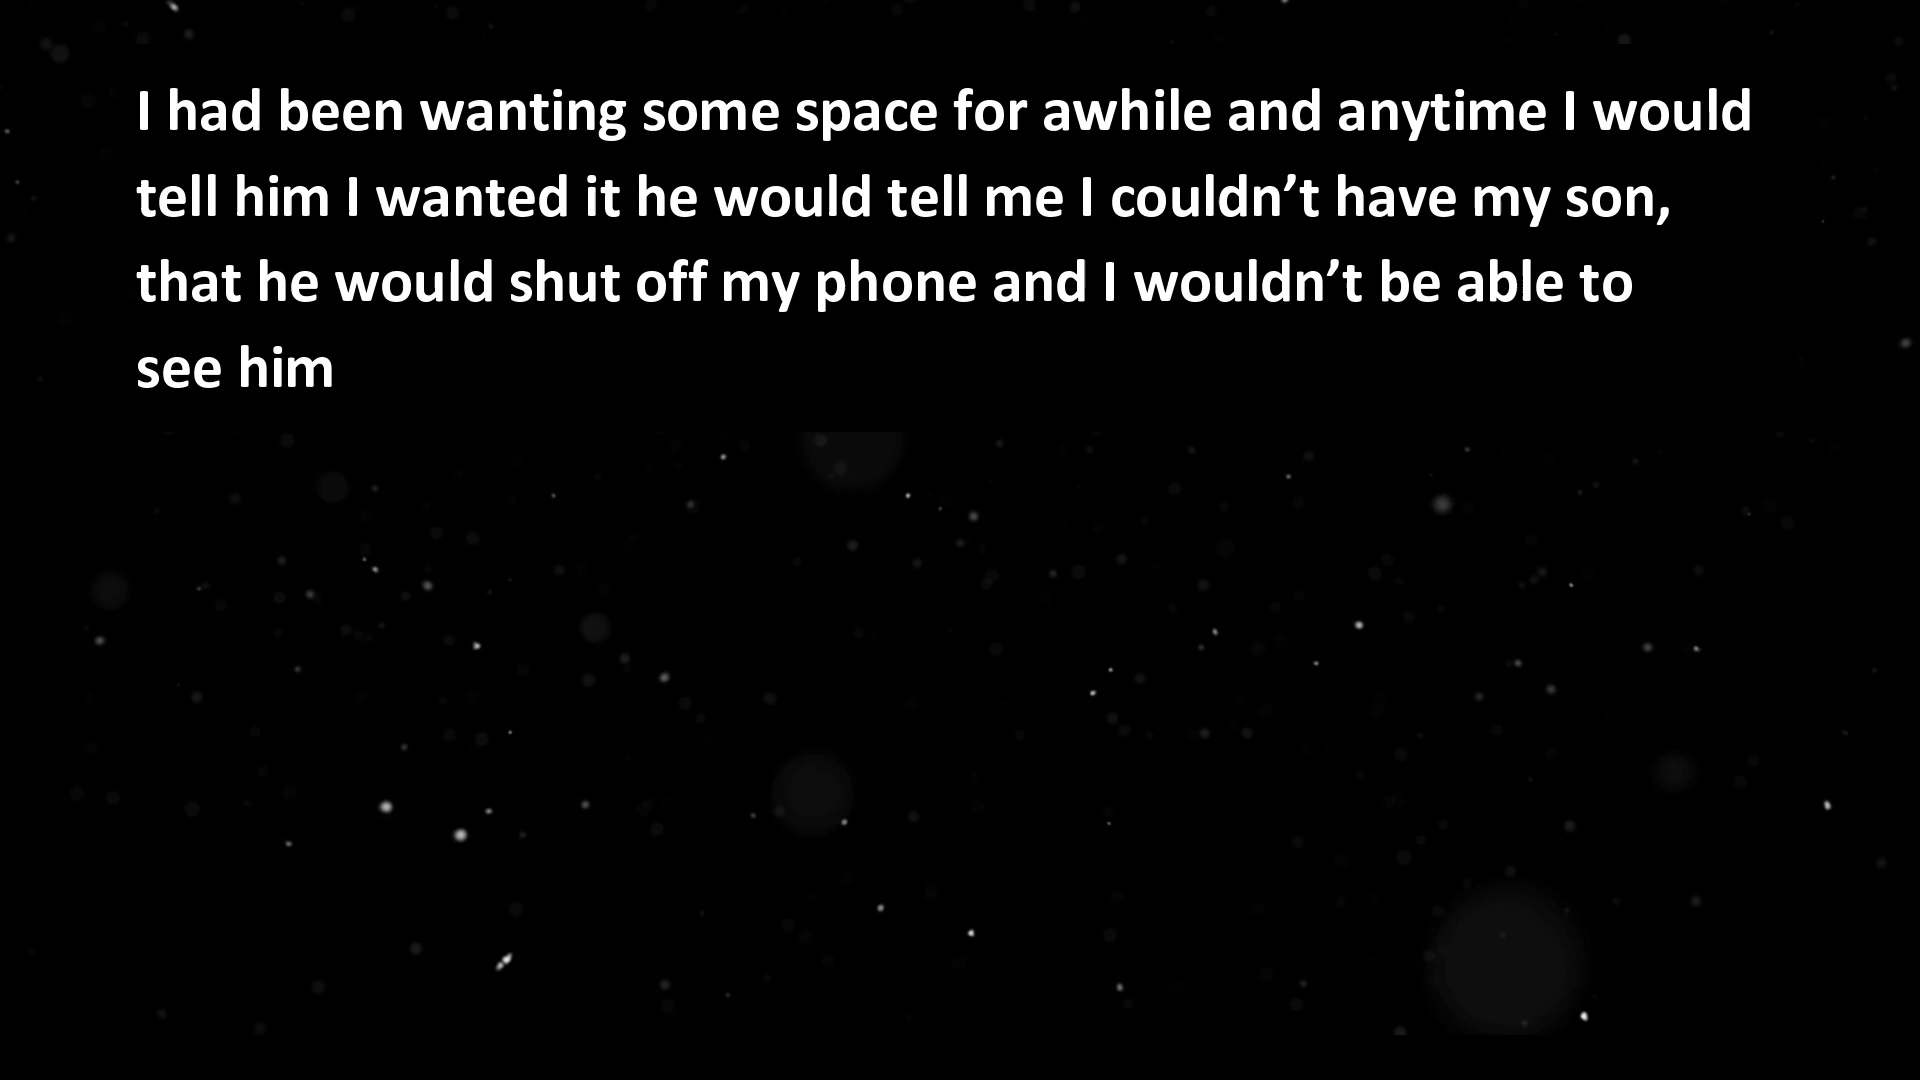 I had been wanting some space for awhile and anytime I would
tell him I wanted it he would tell me I couldn’t have my son,
that he would shut off my phone and I wouldn’t be able to
see him